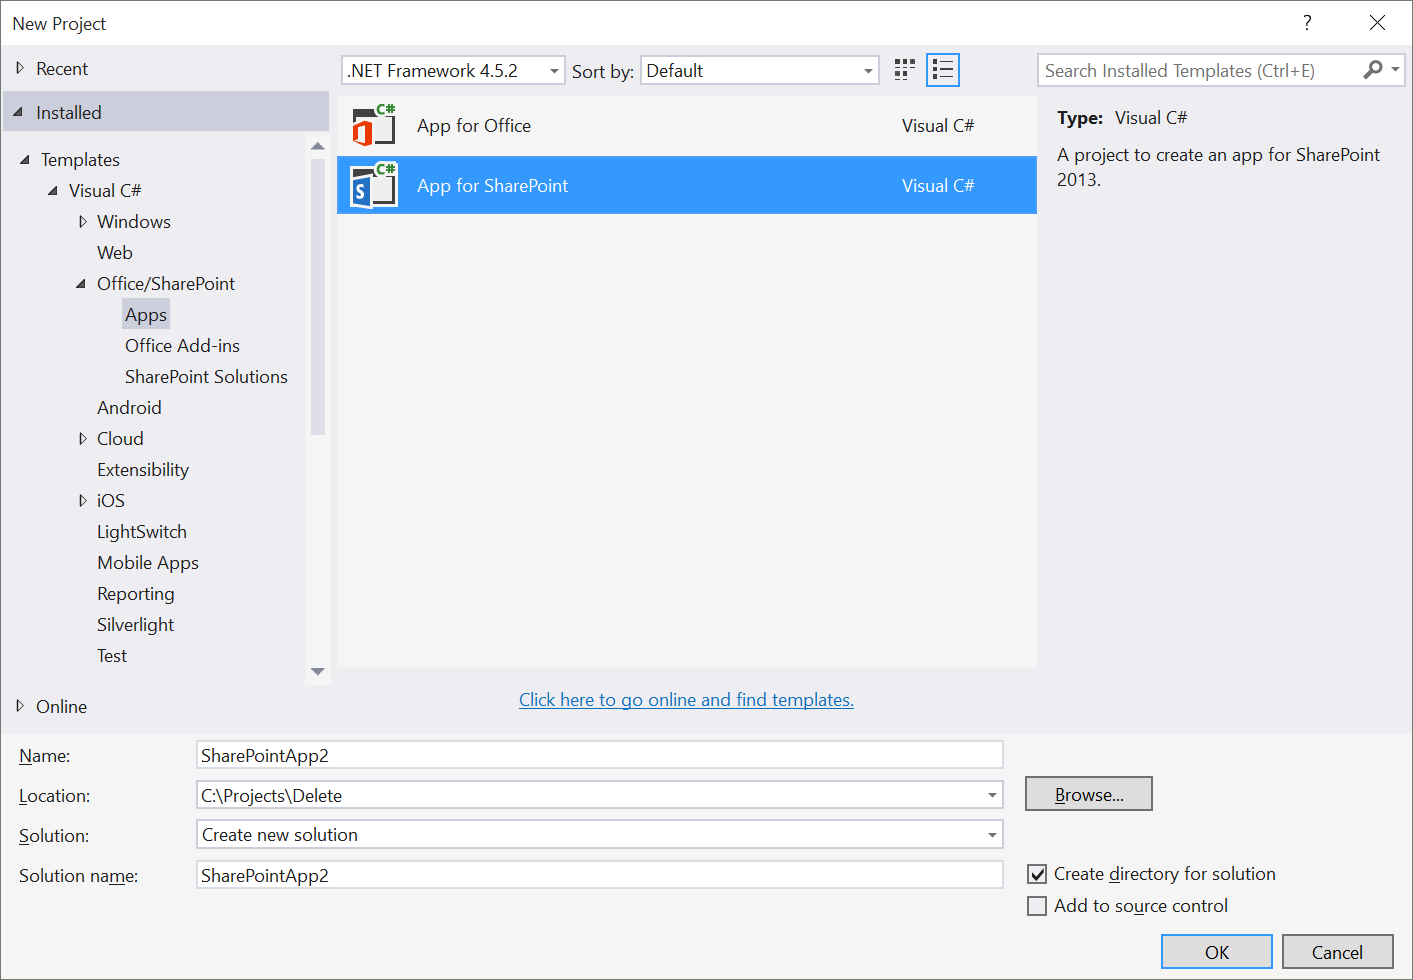 New Project
?
Recent
.NET Framework 4.5.2
Sort by:
Default
Search Installed Templates (Ctrl+E)
Installed
Templates
Visual C#
Windows
Web
Office/SharePoint
Apps
Office Add-ins
SharePoint Solutions
Android
Cloud
Extensibility
iOS
LightSwitch
Mobile Apps
Reporting
Silverlight
Test
Online
C#
App for Office
Visual C#
C#
S
App for SharePoint
Visual C#
Type: Visual C#
A project to create an app for SharePoint
2013.
Click here to go online and find templates.
Name:
SharePointApp2
Location:
C:\Projects\Delete
Browse...
Solution:
Create new solution
Solution name:
SharePointApp2
Create directory for solution
Add to source control
OK
Cancel